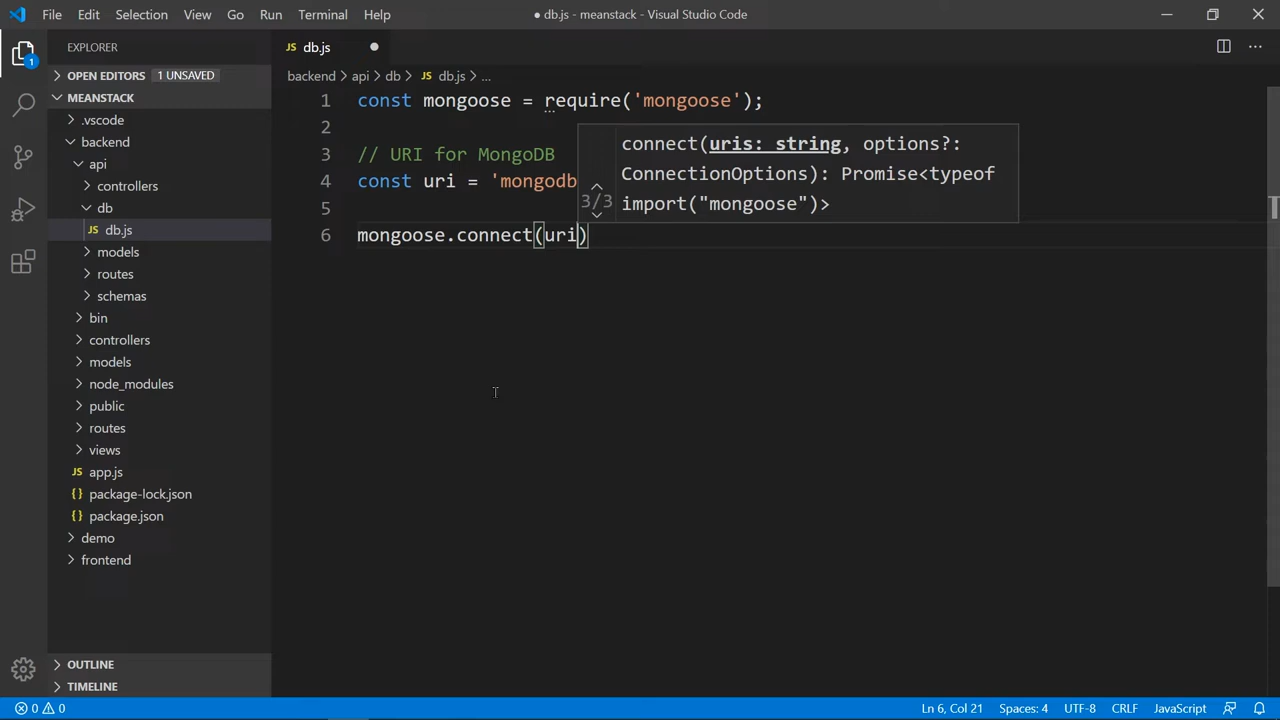 File Edit Selection View Go Run Terminal Help
● db.js - meanstack - Visual Studio Code
EXPLORER
JS db.js
OPEN EDITORS 1 UNSAVED
backend > api > db > JS db.js > ...
MEANSTACK
1 const mongoose = require('mongoose');
.vscode
2
backend
connect(uris: string, options?:
3 // URI for MongoDB
api
ConnectionOptions): Promise<typeof
4 const uri = 'mongodb
controllers
3/3 import("mongoose")>
db
5
JS db.js
6 mongoose.connect(uri)
models
routes
schemas
bin
controllers
models
node_modules
public
routes
views
JS app.js
{} package-lock.json
{} package.json
demo
frontend
OUTLINE
TIMELINE
1
0 0
Ln 6, Col 21 Spaces: 4 UTF-8 CRLF JavaScript